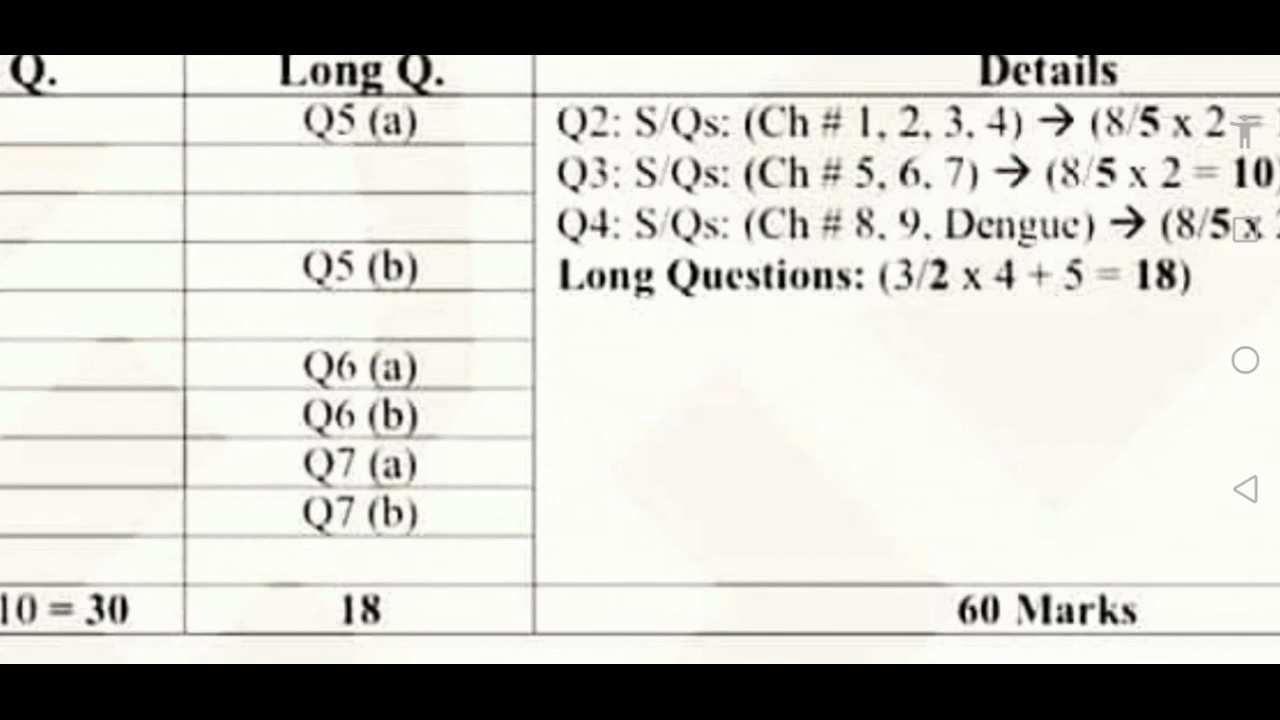 Q. Long Q. Details
Q5 (a) Q2: S/Qs: (Ch # 1, 2, 3, 4) → (8/5 x 2 =
Q3: S/Qs: (Ch # 5, 6, 7) → (8/5 x 2 = 10)
Q4: S/Qs: (Ch # 8, 9, Dengue) → (8/5 x
Q5 (b) Long Questions: (3/2 x 4 + 5 = 18)
Q6 (a)
Q6 (b)
Q7 (a)
Q7 (b)
10 = 30 18 60 Marks